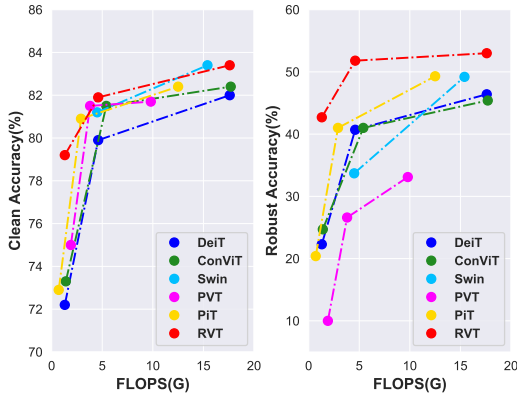 86
84
82
80
78
76
74
72
70
0
5
10
15
20
Clean Accuracy(%)
FLOPS(G)
DeiT
ConViT
Swin
PVT
PiT
RVT
60
50
40
30
20
10
0
5
10
15
20
Robust Accuracy(%)
FLOPS(G)
DeiT
ConViT
Swin
PVT
PiT
RVT